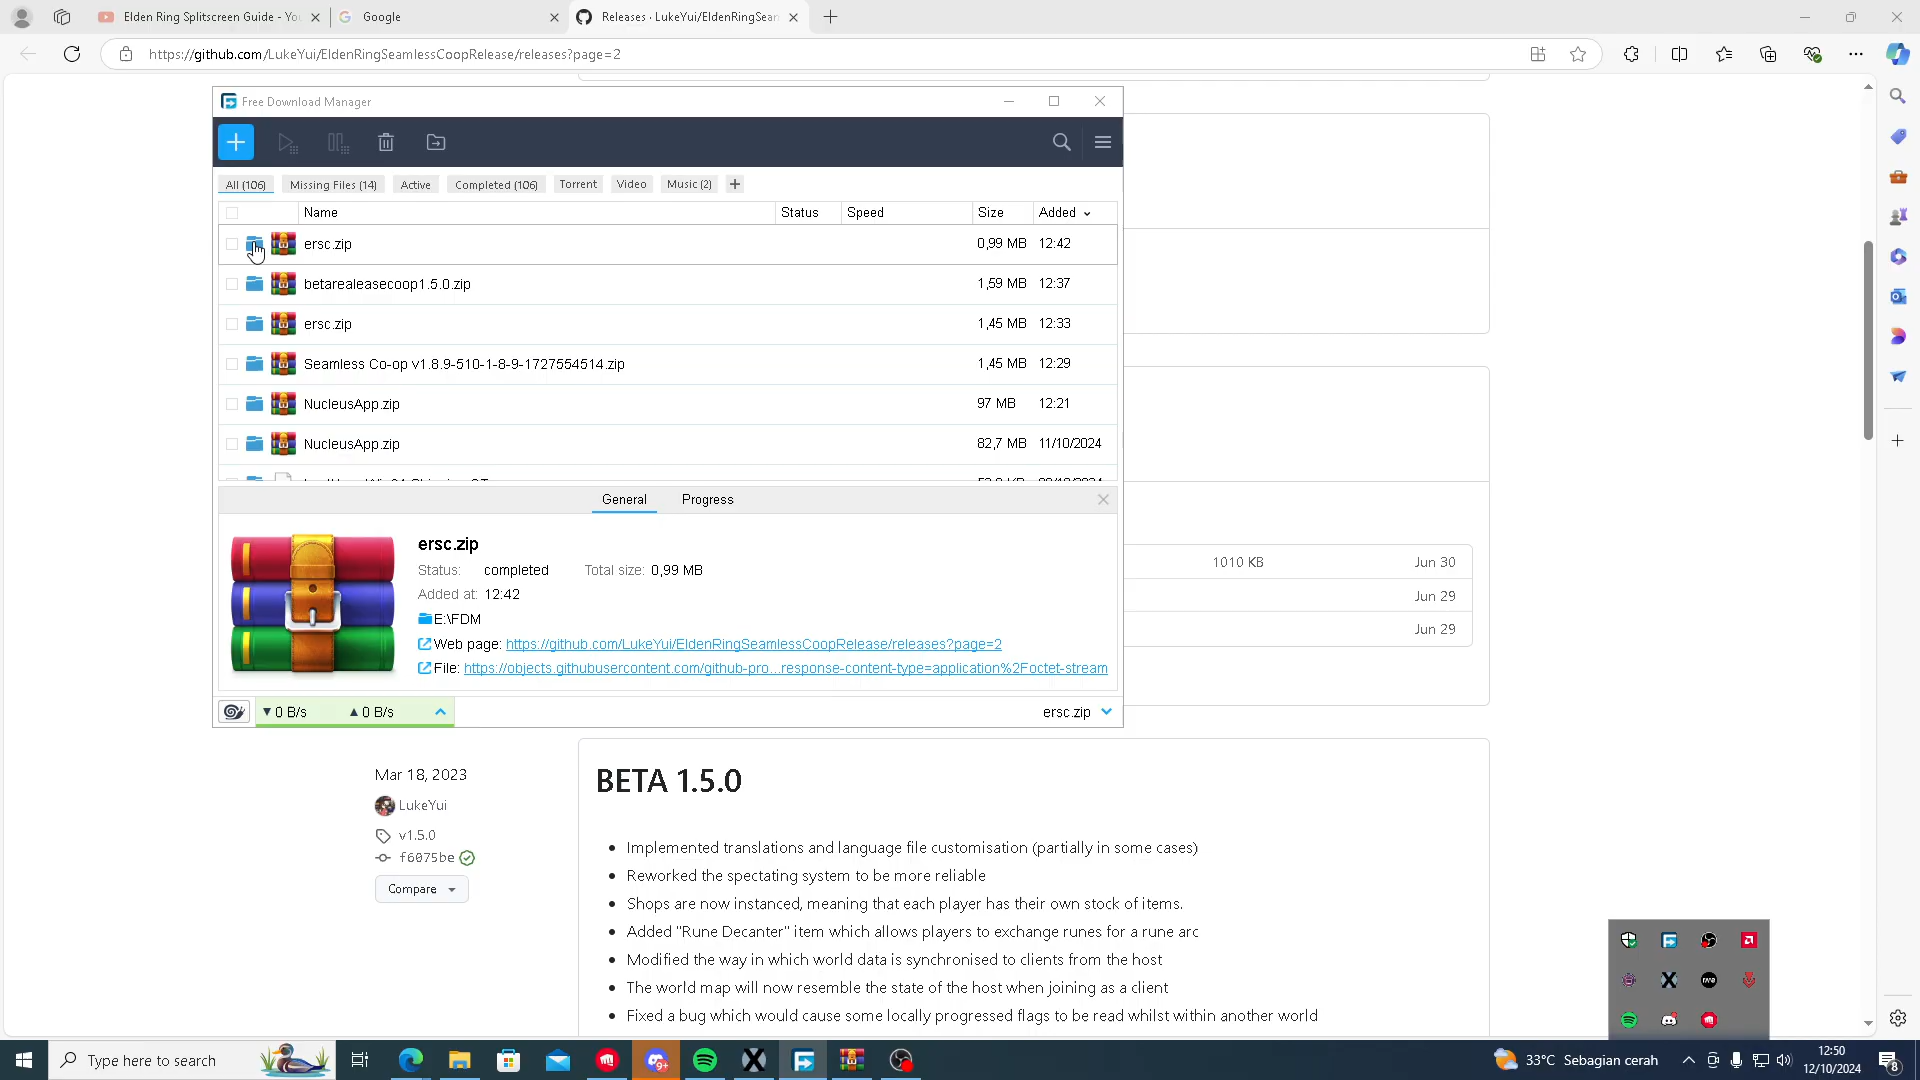 Elden Ring Splitscreen Guide - Yo
Google
Releases · LukeYui/EldenRingSean
https://github.com/LukeYui/EldenRingSeamlessCoopRelease/releases?page=2
Free Download Manager
All (106)
Missing Files (14)
Active
Completed (106)
Torrent
Video
Music (2)
Name
Status
Speed
Size
Added
ersc.zip
0,99 MB
12:42
betarealeasecoop1.5.0.zip
1,59 MB
12:37
ersc.zip
1,45 MB
12:33
Seamless Co-op v1.8.9-510-1-8-9-1727554514.zip
1,45 MB
12:29
NucleusApp.zip
97 MB
12:21
NucleusApp.zip
82,7 MB
11/10/2024
General
Progress
ersc.zip
Status: completed
Total size: 0,99 MB
Added at: 12:42
E:\FDM
Web page: https://github.com/LukeYui/EldenRingSeamlessCoopRelease/releases?page=2
File: https://objects.githubusercontent.com/github-pro...response-content-type=application%2Foctet-stream
0 B/s
0 B/s
ersc.zip
1010 KB
Jun 30
Jun 29
Jun 29
Mar 18, 2023
LukeYui
v1.5.0
f6075be
Compare
BETA 1.5.0
• Implemented translations and language file customisation (partially in some cases)
• Reworked the spectating system to be more reliable
• Shops are now instanced, meaning that each player has their own stock of items.
• Added "Rune Decanter" item which allows players to exchange runes for a rune arc
• Modified the way in which world data is synchronised to clients from the host
• The world map will now resemble the state of the host when joining as a client
• Fixed a bug which would cause some locally progressed flags to be read whilst within another world
Type here to search
9+
33°C Sebagian cerah
12:50
12/10/2024
8